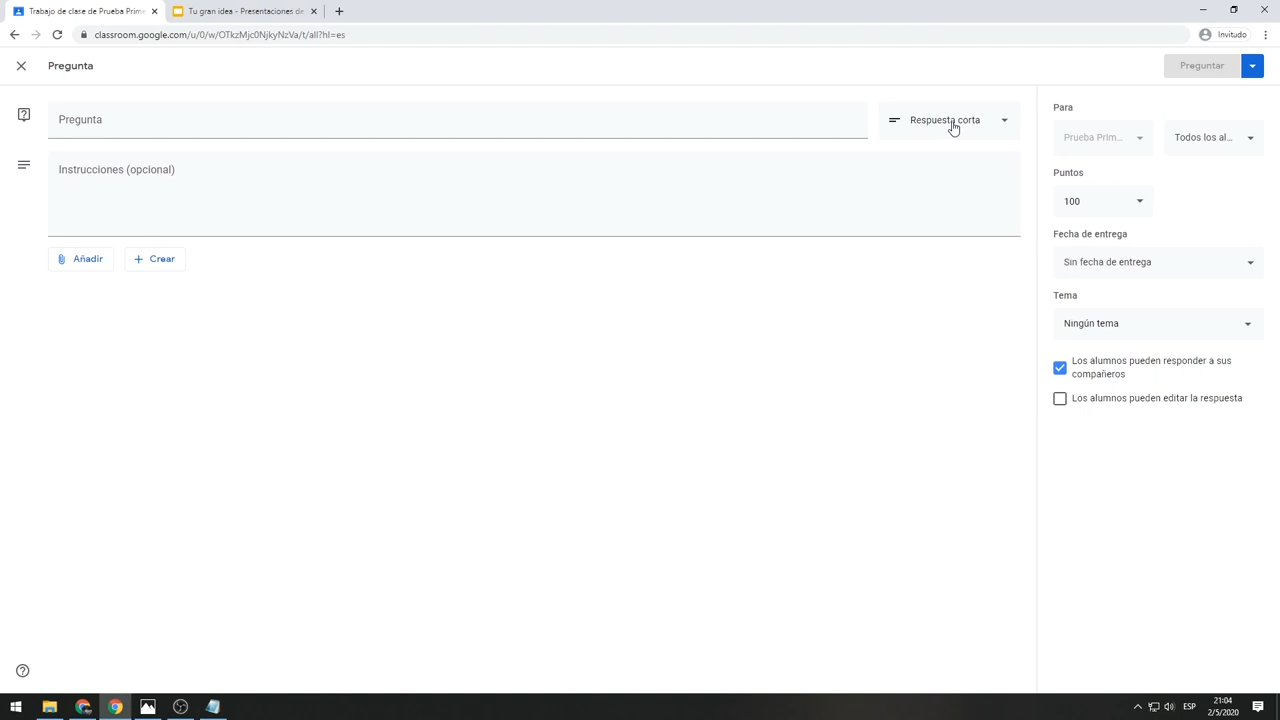 Trabajo de clase de Prueba Prime
Tu gran idea - Presentaciones de
classroom.google.com/u/0/w/OTkzMjc0NjkyNzVa/t/all?hl=es
Invitado
Pregunta
Preguntar
Pregunta
Respuesta corta
Instrucciones (opcional)
Añadir
Crear
Para
Prueba Prim...
Todos los al...
Puntos
100
Fecha de entrega
Sin fecha de entrega
Tema
Ningún tema
Los alumnos pueden responder a sus
compañeros
Los alumnos pueden editar la respuesta
ESP
21:04
2/5/2020